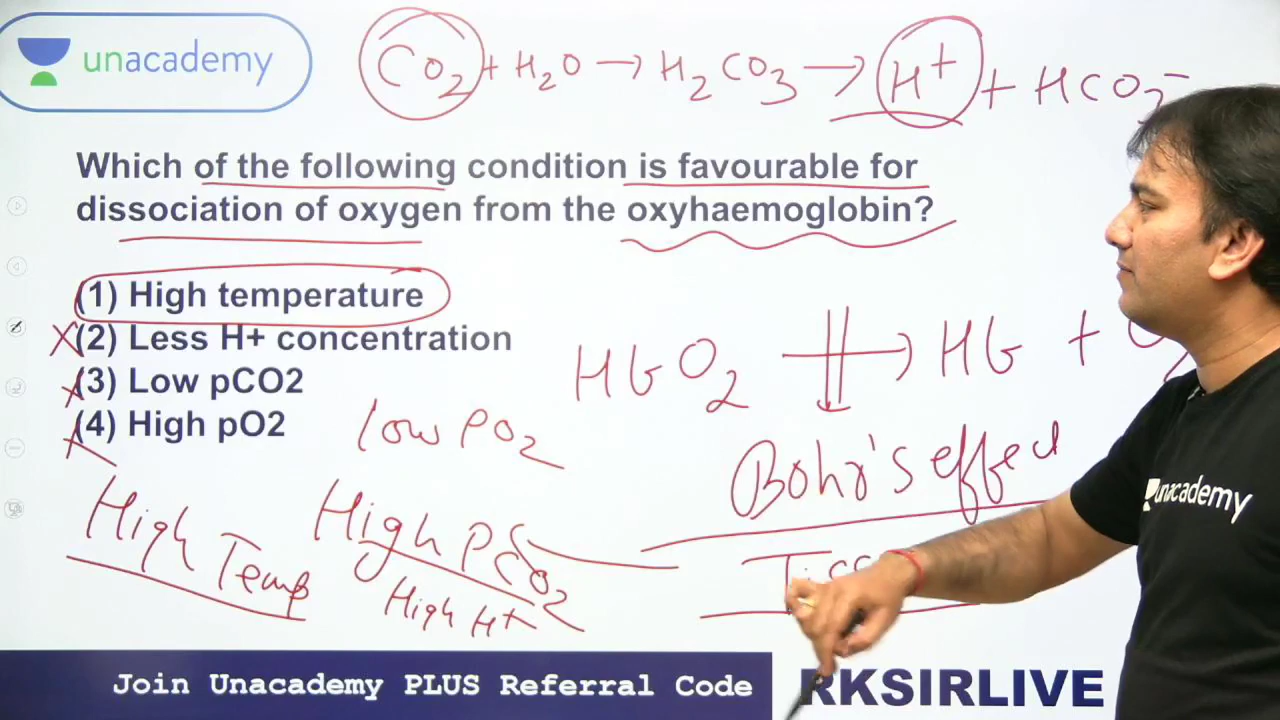 unacademy
CO2 + H2O → H2CO3 → H+ + HCO3-
Which of the following condition is favourable for
dissociation of oxygen from the oxyhaemoglobin?
(1) High temperature
(2) Less H+ concentration
(3) Low pCO2
(4) High pO2
HbO2 → Hb +
low PO2
Bohr's effect
High Temp
High PCO2
High H+
unacademy
Join Unacademy PLUS Referral Code
RKSIRLIVE